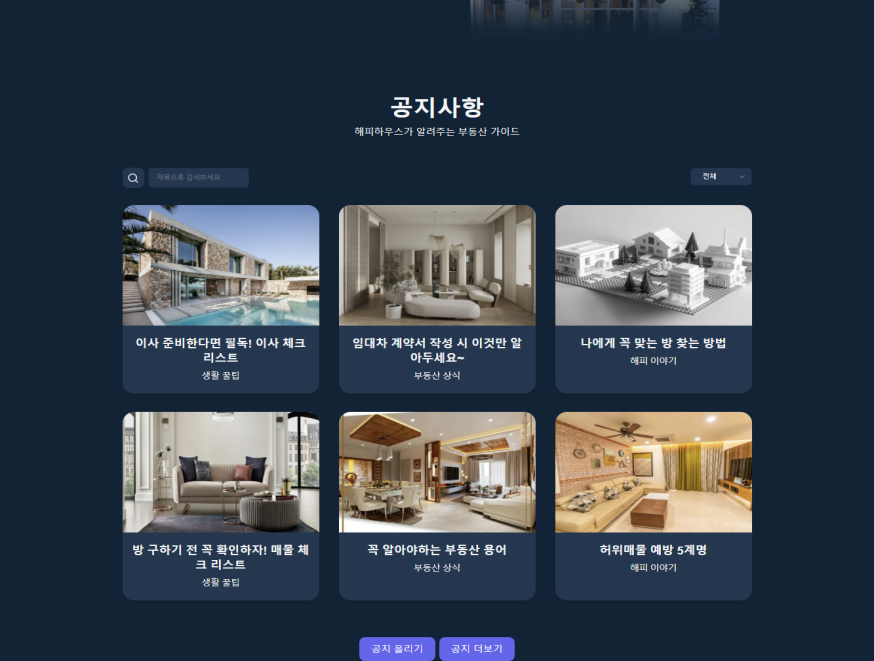 공지사항
해피하우스가 알려주는 부동산 가이드
제목으로 검색하세요
전체
이사 준비한다면 필독! 이사 체크
리스트
생활 꿀팁
임대차 계약서 작성 시 이것만 알
아두세요~
부동산 상식
나에게 꼭 맞는 방 찾는 방법
해피 이야기
방 구하기 전 꼭 확인하자! 매물 체
크 리스트
생활 꿀팁
꼭 알아야하는 부동산 용어
부동산 상식
허위매물 예방 5계명
해피 이야기
공지 올리기
공지 더보기